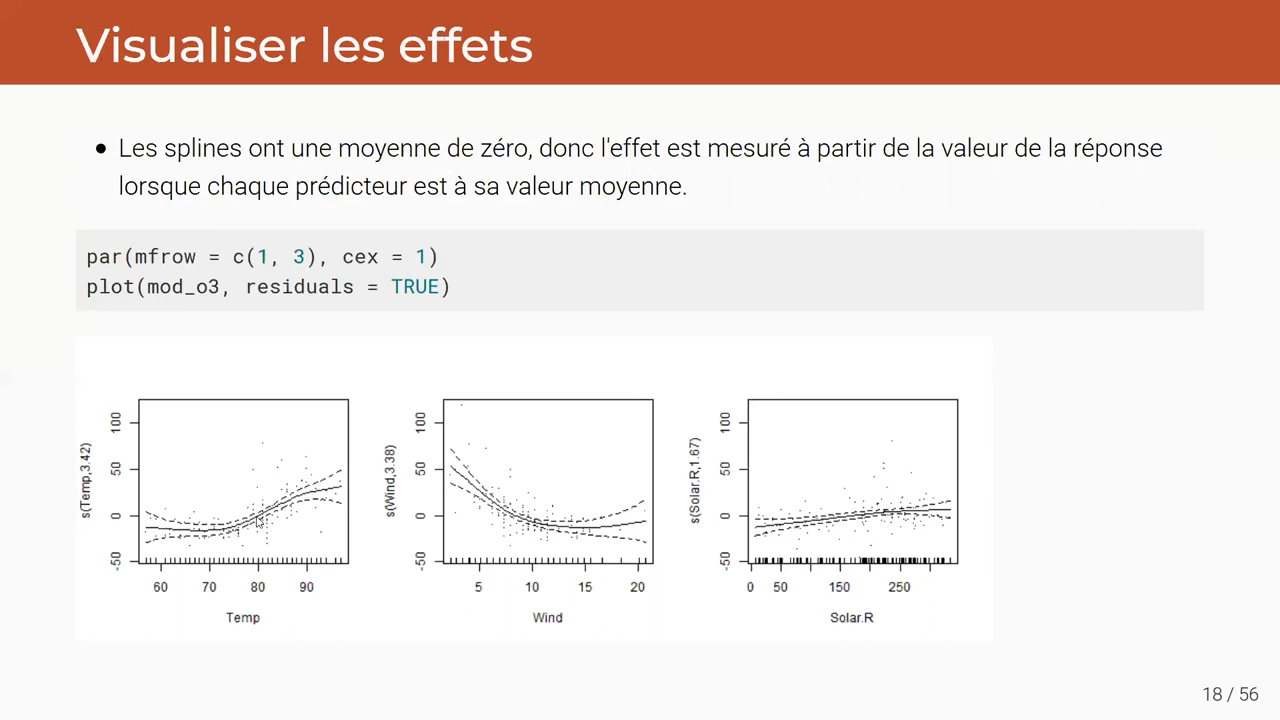 Visualiser les effets
• Les splines ont une moyenne de zéro, donc l'effet est mesuré à partir de la valeur de la réponse
lorsque chaque prédicteur est à sa valeur moyenne.
par(mfrow = c(1, 3), cex = 1)
plot(mod_o3, residuals = TRUE)
s(Temp,3.42)
100
50
0
-50
60 70 80 90
Temp
s(Wind,3.38)
100
50
0
-50
5 10 15 20
Wind
s(Solar.R,1.67)
100
50
0
-50
0 50 150 250
Solar.R
18 / 56